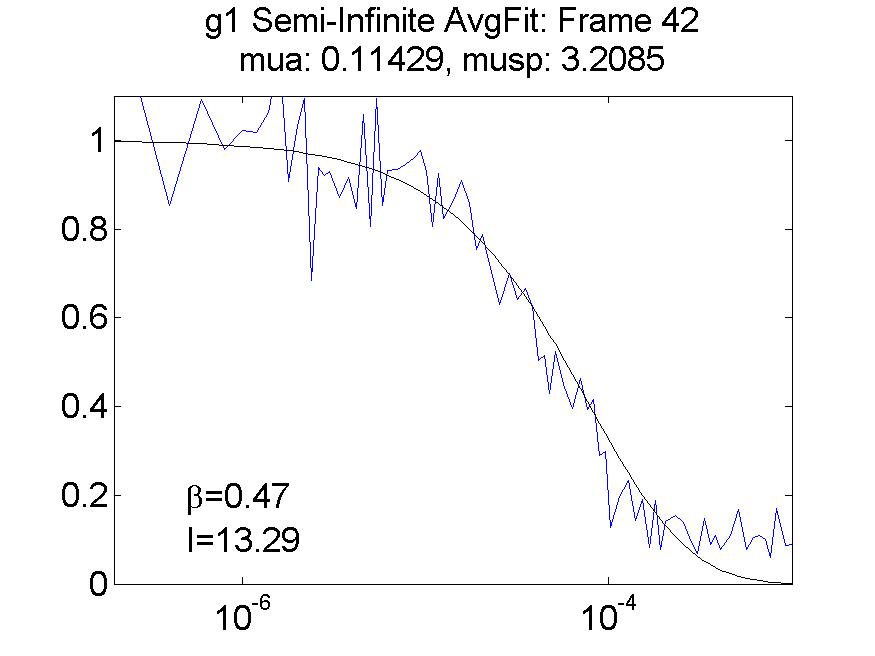 g1 Semi-Infinite AvgFit: Frame 42
mua: 0.11429, musp: 3.2085
1
0.8
0.6
0.4
0.2
0
β=0.47
I=13.29
10^-6
10^-4